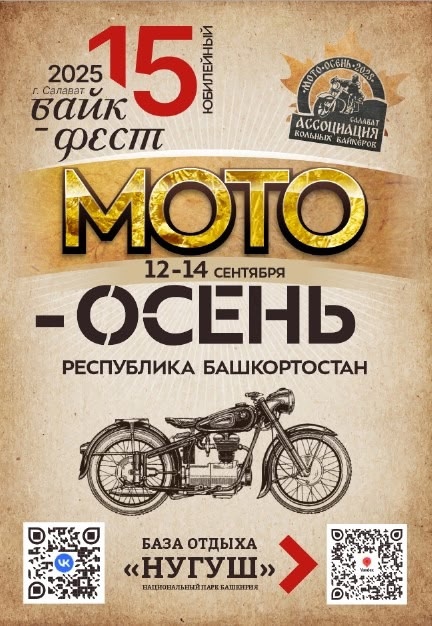 15
ЮБИЛЕЙНЫЙ
2025
г. Салават
байк
-фест
МОТО-ОСЕНЬ-2025
САЛАВАТ
АССОЦИАЦИЯ
ВОЛЬНЫХ БАЙКЕРОВ
МОТО
12-14 СЕНТЯБРЯ
-ОСЕНЬ
РЕСПУБЛИКА БАШКОРТОСТАН
БАЗА ОТДЫХА
«НУГУШ»
НАЦИОНАЛЬНЫЙ ПАРК БАШКИРИЯ